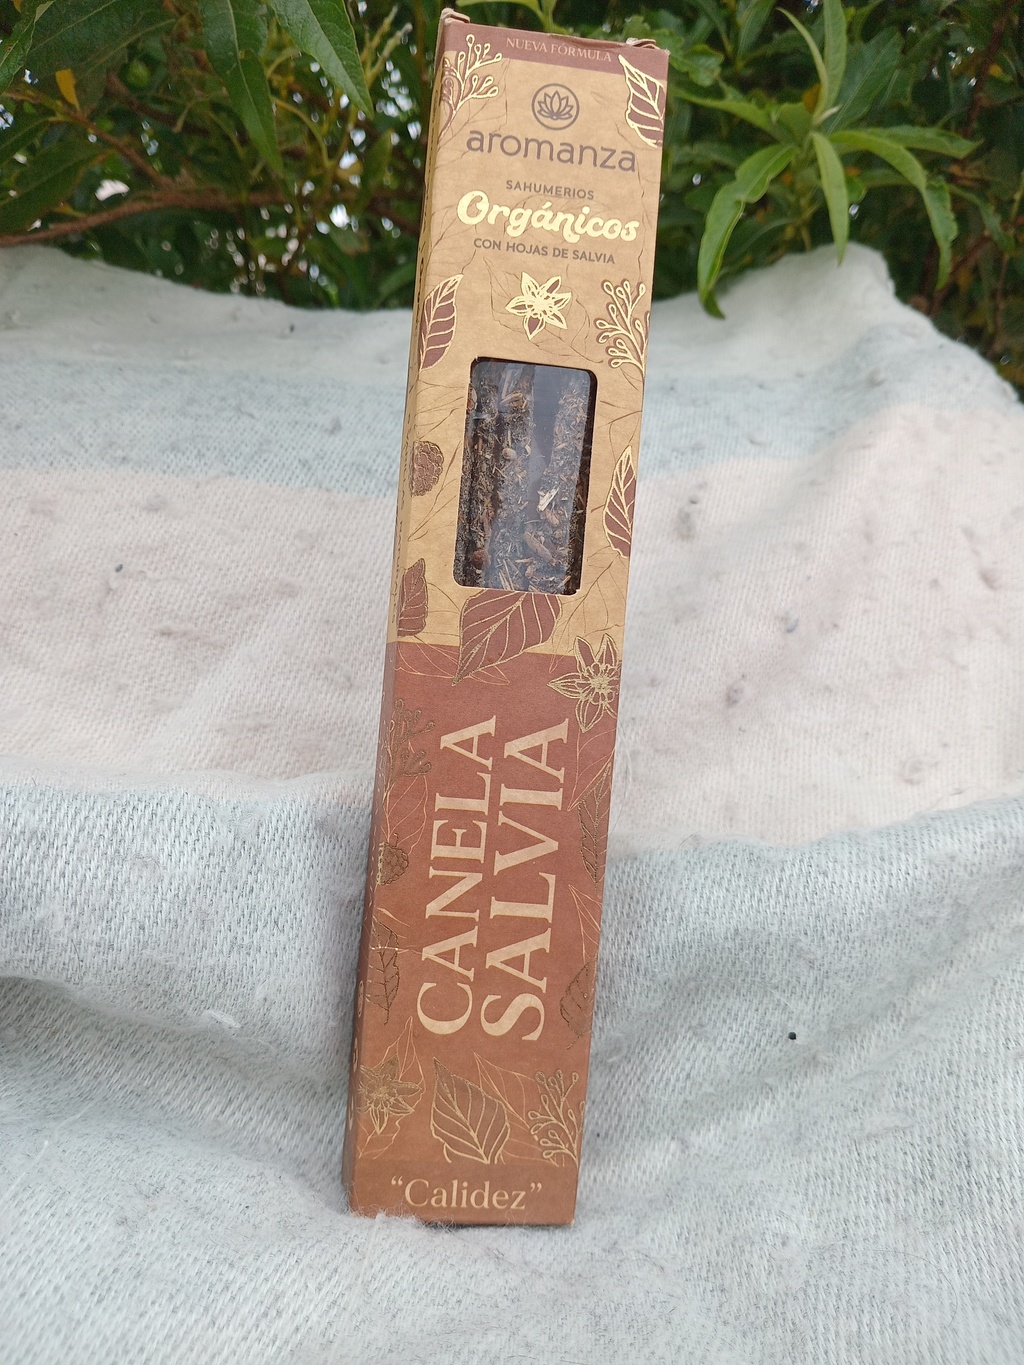 NUEVA FÓRMULA
aromanza
SAHUMERIOS
Orgánicos
CON HOJAS DE SALVIA
CANELA
SALVIA
“Calidez”